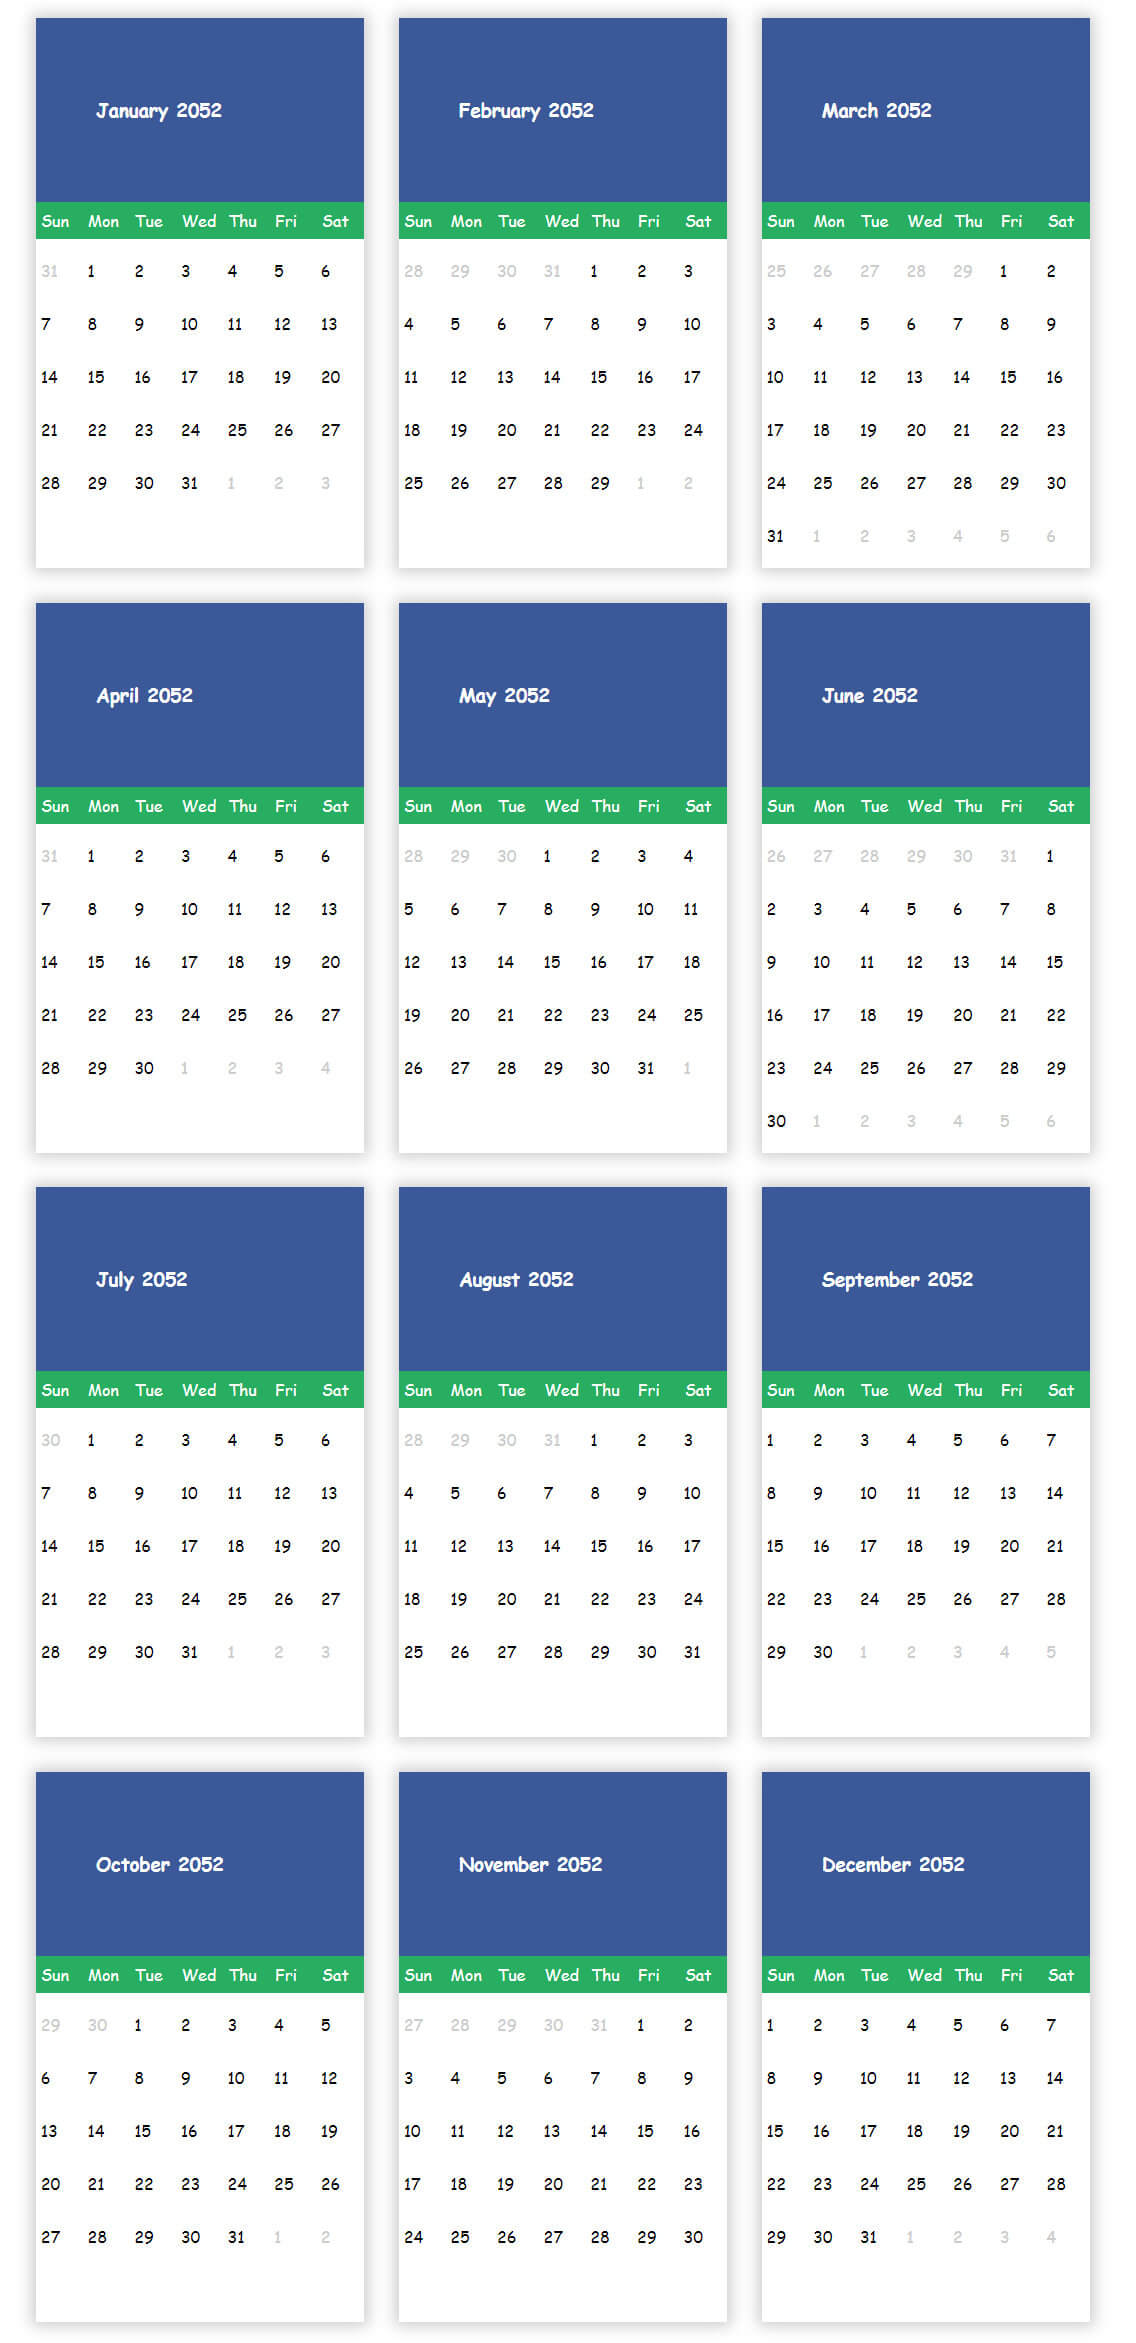 January 2052
Sun Mon Tue Wed Thu Fri Sat
31 1 2 3 4 5 6
7 8 9 10 11 12 13
14 15 16 17 18 19 20
21 22 23 24 25 26 27
28 29 30 31 1 2 3
February 2052
Sun Mon Tue Wed Thu Fri Sat
28 29 30 31 1 2 3
4 5 6 7 8 9 10
11 12 13 14 15 16 17
18 19 20 21 22 23 24
25 26 27 28 29 1 2
March 2052
Sun Mon Tue Wed Thu Fri Sat
25 26 27 28 29 1 2
3 4 5 6 7 8 9
10 11 12 13 14 15 16
17 18 19 20 21 22 23
24 25 26 27 28 29 30
31 1 2 3 4 5 6
April 2052
Sun Mon Tue Wed Thu Fri Sat
31 1 2 3 4 5 6
7 8 9 10 11 12 13
14 15 16 17 18 19 20
21 22 23 24 25 26 27
28 29 30 1 2 3 4
May 2052
Sun Mon Tue Wed Thu Fri Sat
28 29 30 1 2 3 4
5 6 7 8 9 10 11
12 13 14 15 16 17 18
19 20 21 22 23 24 25
26 27 28 29 30 31 1
June 2052
Sun Mon Tue Wed Thu Fri Sat
26 27 28 29 30 31 1
2 3 4 5 6 7 8
9 10 11 12 13 14 15
16 17 18 19 20 21 22
23 24 25 26 27 28 29
30 1 2 3 4 5 6
July 2052
Sun Mon Tue Wed Thu Fri Sat
30 1 2 3 4 5 6
7 8 9 10 11 12 13
14 15 16 17 18 19 20
21 22 23 24 25 26 27
28 29 30 31 1 2 3
August 2052
Sun Mon Tue Wed Thu Fri Sat
28 29 30 31 1 2 3
4 5 6 7 8 9 10
11 12 13 14 15 16 17
18 19 20 21 22 23 24
25 26 27 28 29 30 31
September 2052
Sun Mon Tue Wed Thu Fri Sat
1 2 3 4 5 6 7
8 9 10 11 12 13 14
15 16 17 18 19 20 21
22 23 24 25 26 27 28
29 30 1 2 3 4 5
October 2052
Sun Mon Tue Wed Thu Fri Sat
29 30 1 2 3 4 5
6 7 8 9 10 11 12
13 14 15 16 17 18 19
20 21 22 23 24 25 26
27 28 29 30 31 1 2
November 2052
Sun Mon Tue Wed Thu Fri Sat
27 28 29 30 31 1 2
3 4 5 6 7 8 9
10 11 12 13 14 15 16
17 18 19 20 21 22 23
24 25 26 27 28 29 30
December 2052
Sun Mon Tue Wed Thu Fri Sat
1 2 3 4 5 6 7
8 9 10 11 12 13 14
15 16 17 18 19 20 21
22 23 24 25 26 27 28
29 30 31 1 2 3 4